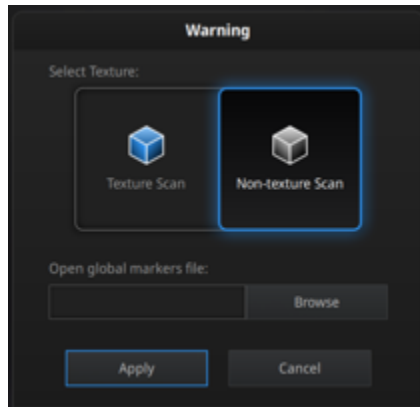 Warning
Select Texture:
Texture Scan Non-texture Scan
Open global markers file:
Browse
Apply Cancel